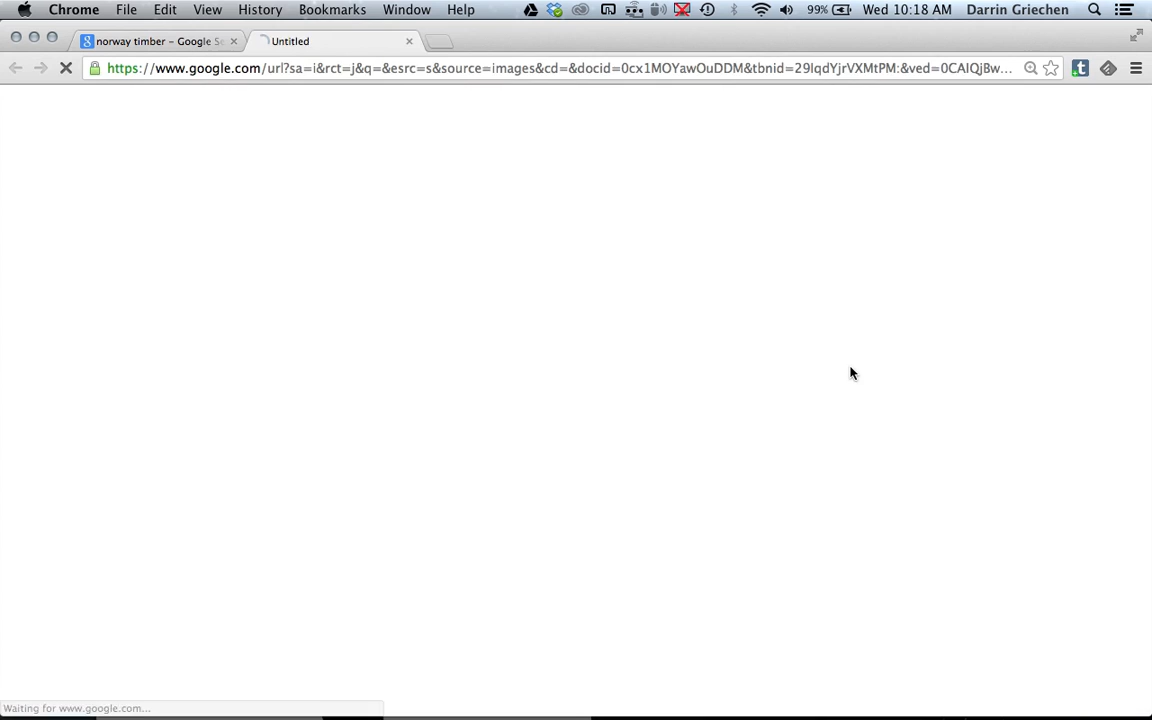 Chrome File Edit View History Bookmarks Window Help 99% Wed 10:18 AM Darrin Griechen
norway timber – Google Se Untitled
https://www.google.com/url?sa=i&rct=j&q=&esrc=s&source=images&cd=&docid=0cx1MOYawOuDDM&tbnid=29IqdYjrVXMtPM:&ved=0CAIQjBw...
Waiting for www.google.com...